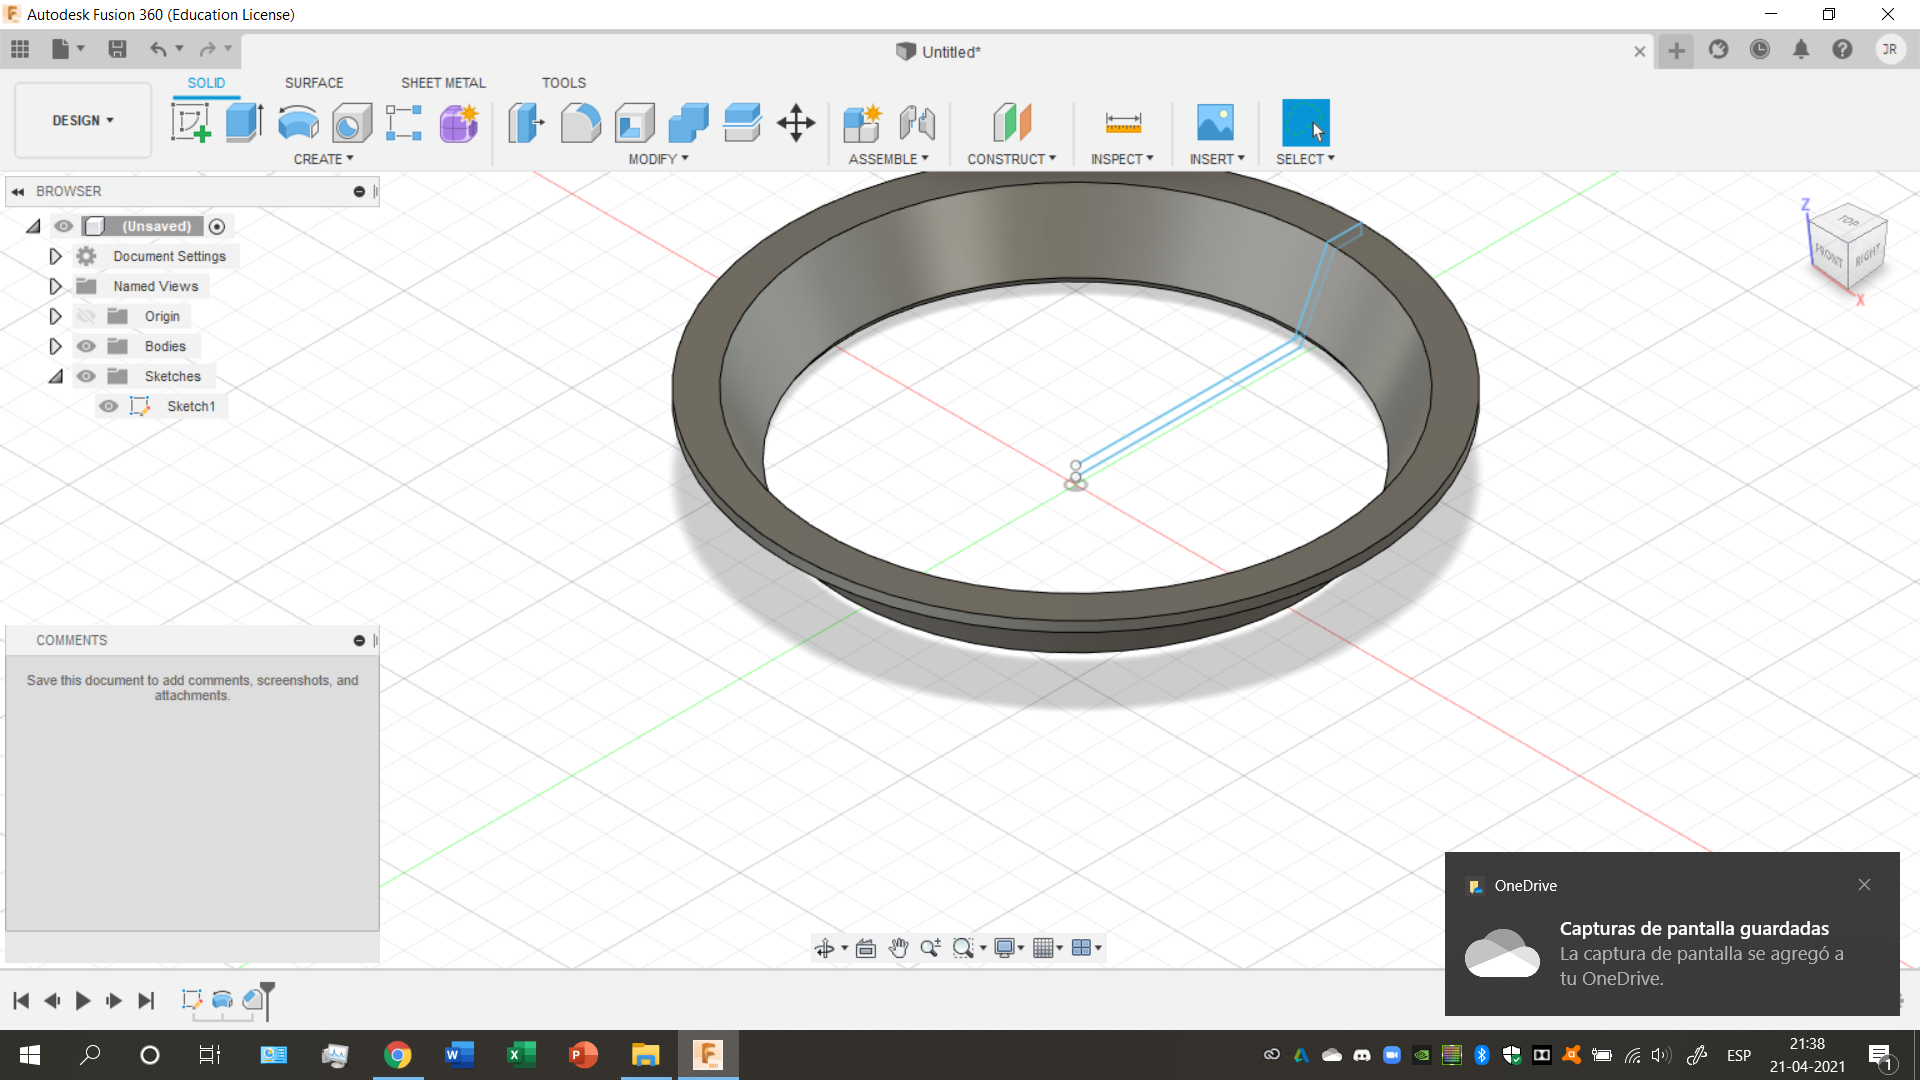 Autodesk Fusion 360 (Education License)
Untitled*
JR
DESIGN
SOLID
SURFACE
SHEET METAL
TOOLS
CREATE
MODIFY
ASSEMBLE
CONSTRUCT
INSPECT
INSERT
SELECT
BROWSER
(Unsaved)
Document Settings
Named Views
Origin
Bodies
Sketches
Sketch1
Z
TOP
FRONT
RIGHT
X
COMMENTS
Save this document to add comments, screenshots, and
attachments.
OneDrive
Capturas de pantalla guardadas
La captura de pantalla se agregó a
tu OneDrive.
ESP
21:38
21-04-2021
1